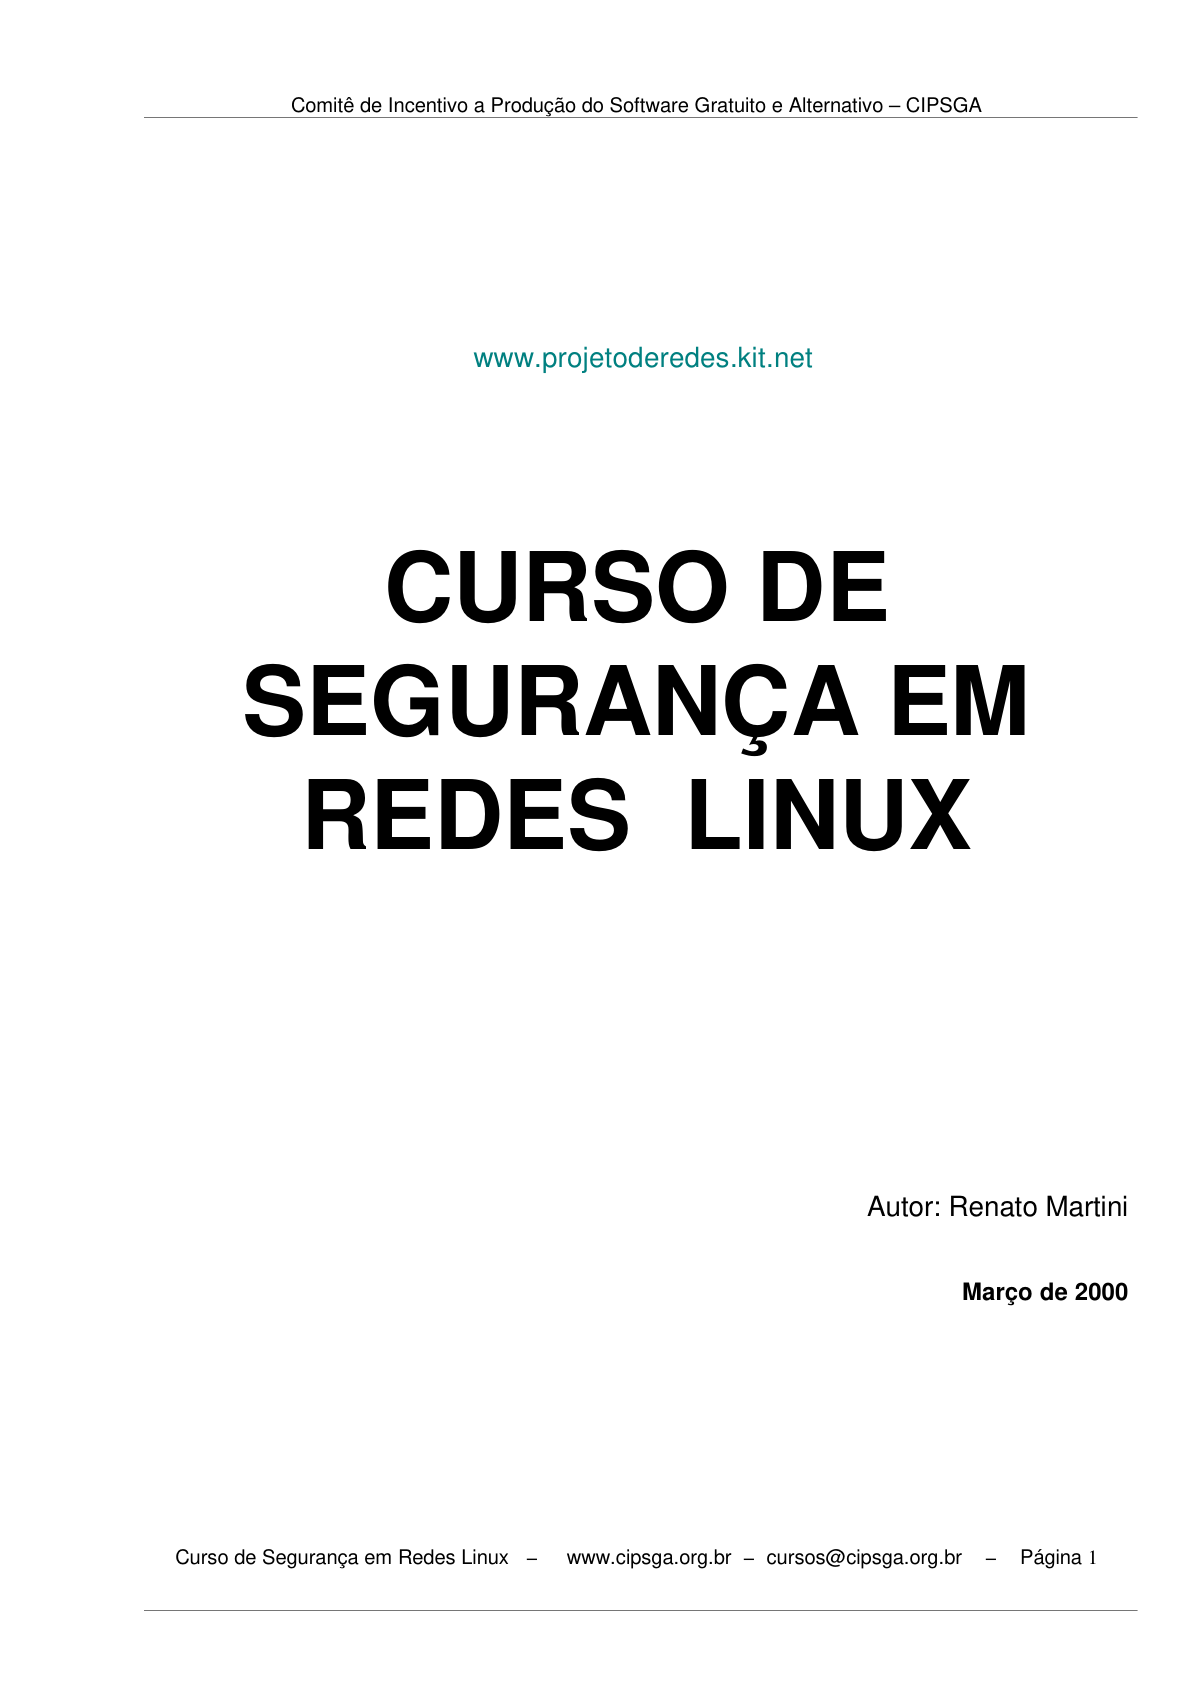 Comitê de Incentivo a Produção do Software Gratuito e Alternativo – CIPSGA
www.projetoderedes.kit.net
CURSO DE
SEGURANÇA EM
REDES LINUX
Autor: Renato Martini
Março de 2000
Curso de Segurança em Redes Linux – www.cipsga.org.br – cursos@cipsga.org.br – Página 1